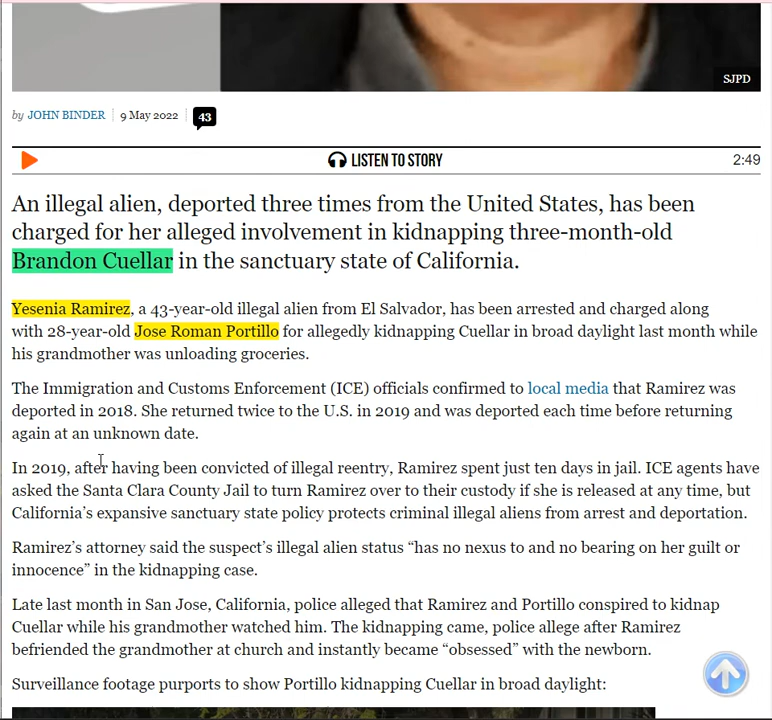 SJPD
by JOHN BINDER | 9 May 2022 | 43
LISTEN TO STORY 2:49
An illegal alien, deported three times from the United States, has been
charged for her alleged involvement in kidnapping three-month-old
Brandon Cuellar in the sanctuary state of California.
Yesenia Ramirez, a 43-year-old illegal alien from El Salvador, has been arrested and charged along
with 28-year-old Jose Roman Portillo for allegedly kidnapping Cuellar in broad daylight last month while
his grandmother was unloading groceries.
The Immigration and Customs Enforcement (ICE) officials confirmed to local media that Ramirez was
deported in 2018. She returned twice to the U.S. in 2019 and was deported each time before returning
again at an unknown date.
In 2019, after having been convicted of illegal reentry, Ramirez spent just ten days in jail. ICE agents have
asked the Santa Clara County Jail to turn Ramirez over to their custody if she is released at any time, but
California’s expansive sanctuary state policy protects criminal illegal aliens from arrest and deportation.
Ramirez’s attorney said the suspect’s illegal alien status “has no nexus to and no bearing on her guilt or
innocence” in the kidnapping case.
Late last month in San Jose, California, police alleged that Ramirez and Portillo conspired to kidnap
Cuellar while his grandmother watched him. The kidnapping came, police allege after Ramirez
befriended the grandmother at church and instantly became “obsessed” with the newborn.
Surveillance footage purports to show Portillo kidnapping Cuellar in broad daylight: